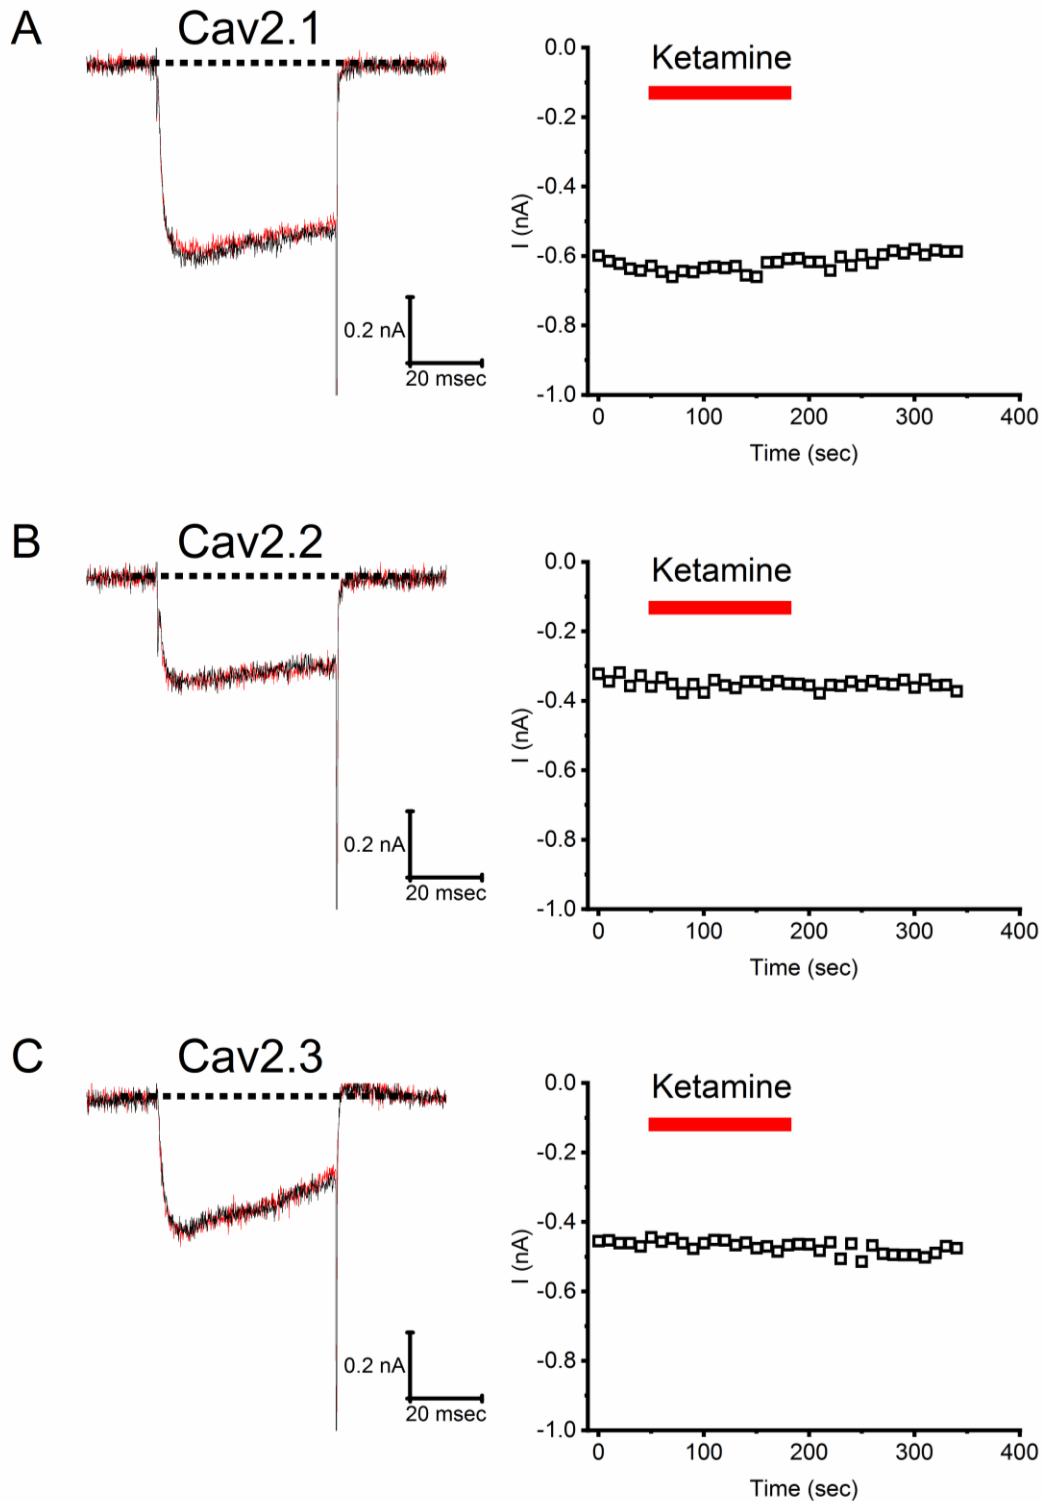 A
Cav2.1
0.2 nA
20 msec
Ketamine
0.0
-0.2
-0.4
-0.6
-0.8
-1.0
I (nA)
0 100 200 300 400
Time (sec)
B
Cav2.2
0.2 nA
20 msec
Ketamine
0.0
-0.2
-0.4
-0.6
-0.8
-1.0
I (nA)
0 100 200 300 400
Time (sec)
C
Cav2.3
0.2 nA
20 msec
Ketamine
0.0
-0.2
-0.4
-0.6
-0.8
-1.0
I (nA)
0 100 200 300 400
Time (sec)